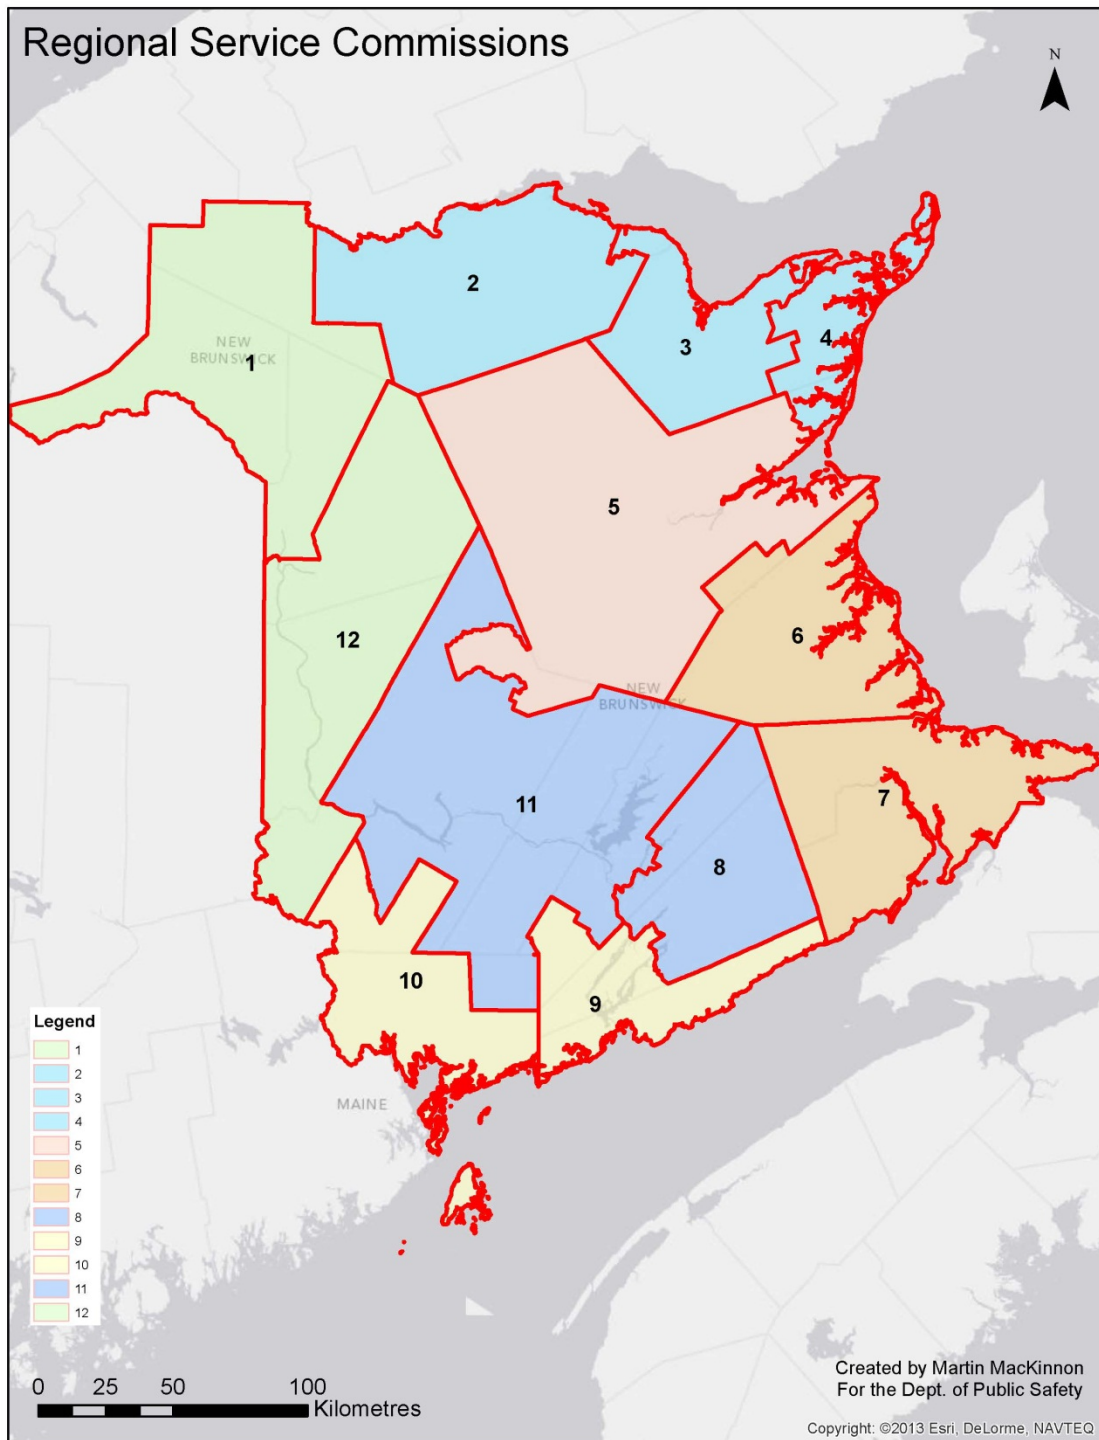 Regional Service Commissions
N
2
3
4
NEW
BRUNSWICK
1
5
6
12
NEW
BRUNSWICK
7
11
8
10
9
Legend
1
2
3
4
5
6
7
8
9
10
11
12
MAINE
0 25 50 100
Kilometres
Created by Martin MacKinnon
For the Dept. of Public Safety
Copyright: ©2013 Esri, DeLorme, NAVTEQ